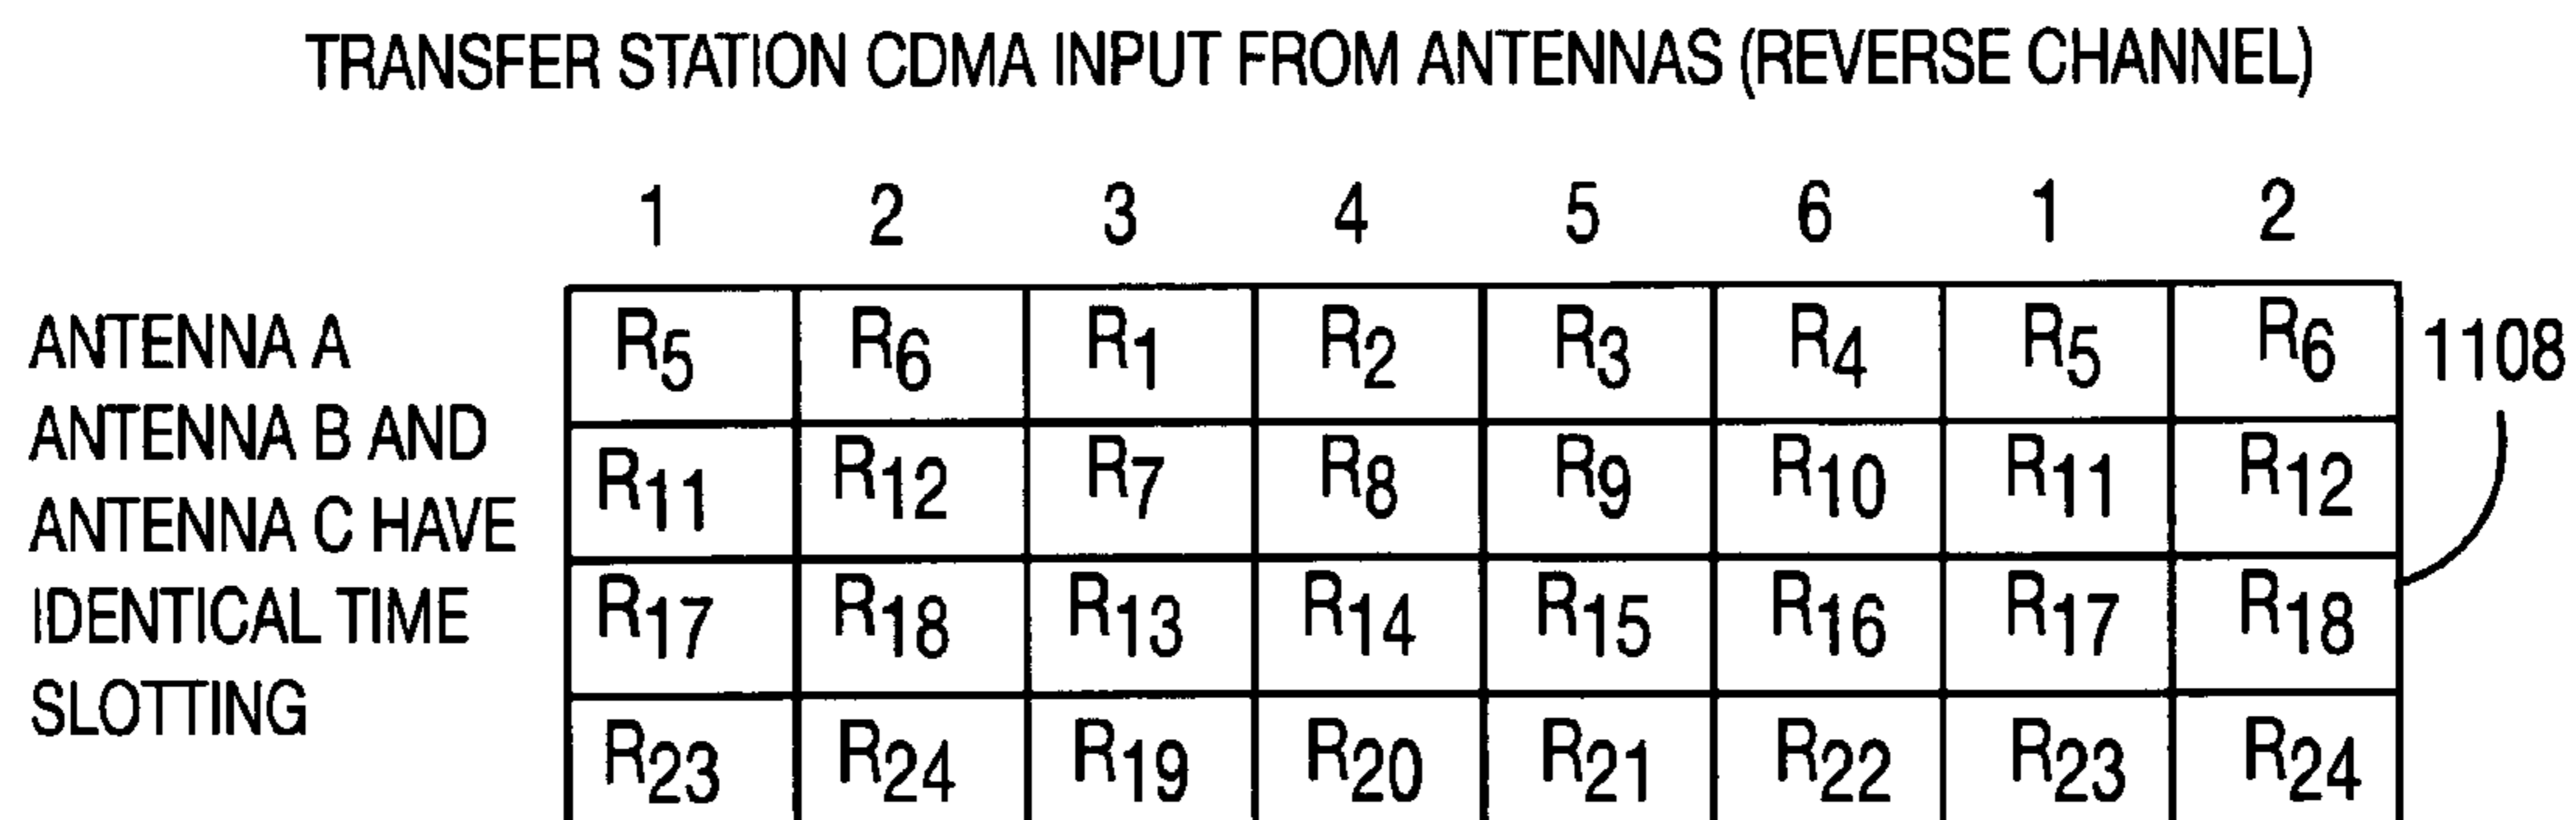 TRANSFER STATION CDMA INPUT FROM ANTENNAS (REVERSE CHANNEL)
1 2 3 4 5 6 1 2
ANTENNA A
ANTENNA B AND
ANTENNA C HAVE
IDENTICAL TIME
SLOTTING
R5 R6 R1 R2 R3 R4 R5 R6
R11 R12 R7 R8 R9 R10 R11 R12
R17 R18 R13 R14 R15 R16 R17 R18
R23 R24 R19 R20 R21 R22 R23 R24
1108